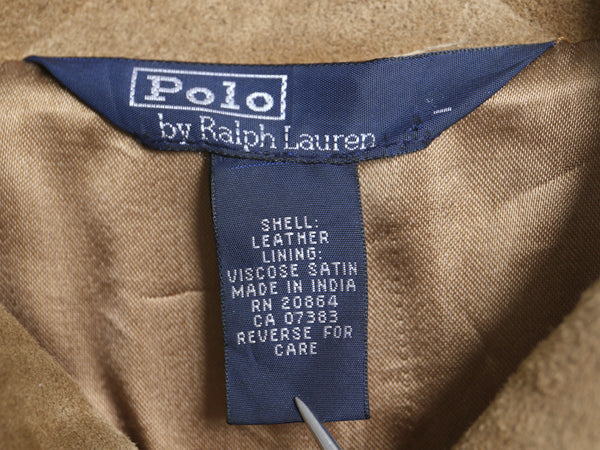 Polo
by Ralph Lauren
SHELL:
LEATHER
LINING:
VISCOSE SATIN
MADE IN INDIA
RN 20864
CA 07383
REVERSE FOR
CARE